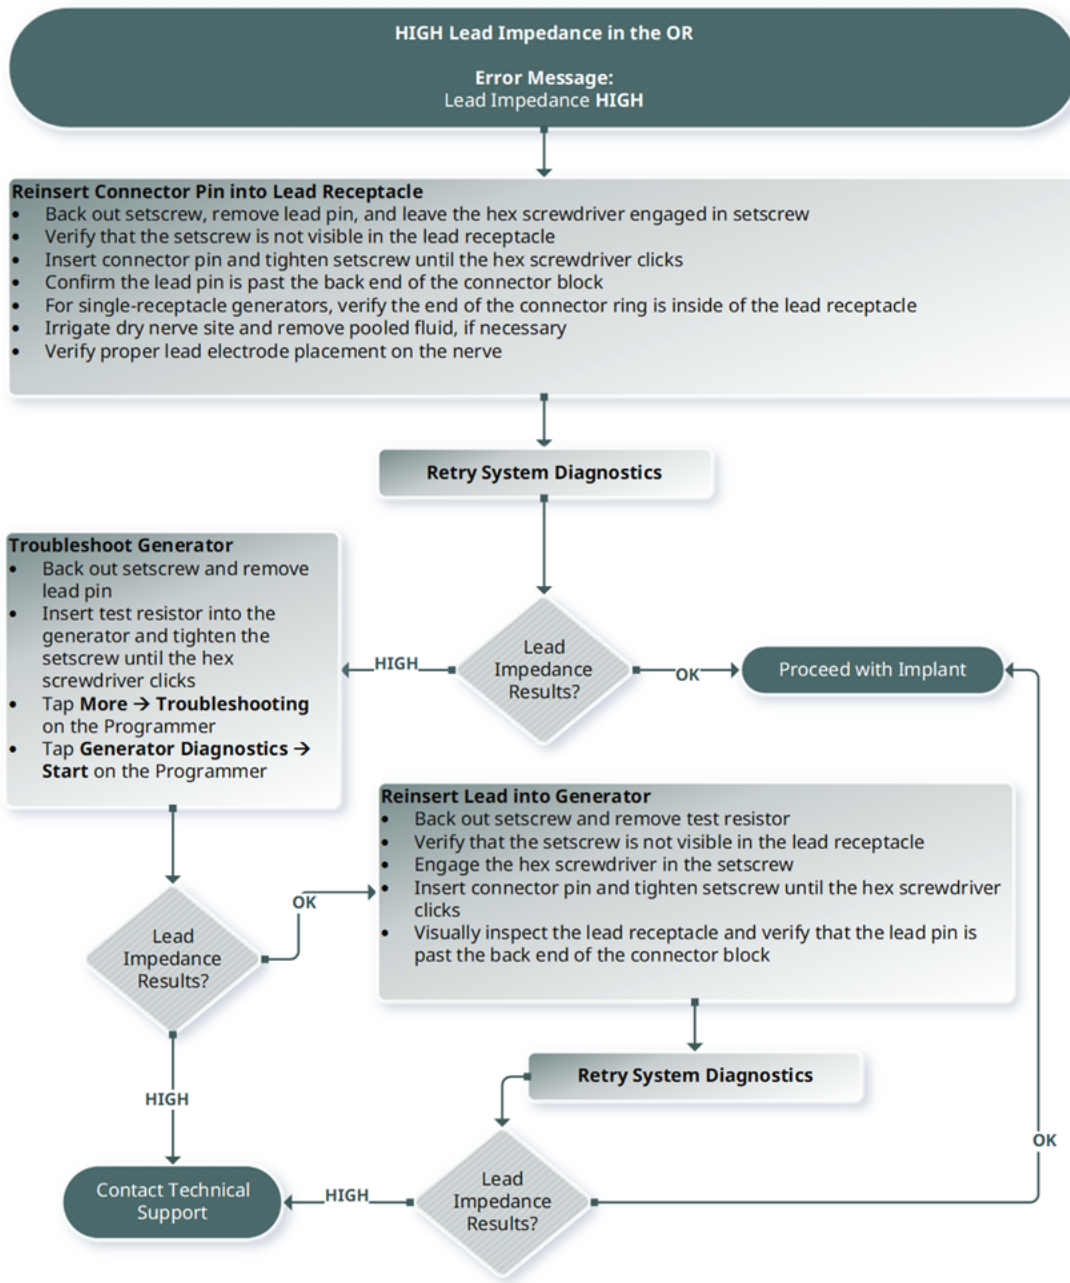 HIGH Lead Impedance in the OR
Error Message:
Lead Impedance HIGH
Reinsert Connector Pin into Lead Receptacle
• Back out setscrew, remove lead pin, and leave the hex screwdriver engaged in setscrew
• Verify that the setscrew is not visible in the lead receptacle
• Insert connector pin and tighten setscrew until the hex screwdriver clicks
• Confirm the lead pin is past the back end of the connector block
• For single-receptacle generators, verify the end of the connector ring is inside of the lead receptacle
• Irrigate dry nerve site and remove pooled fluid, if necessary
• Verify proper lead electrode placement on the nerve
Retry System Diagnostics
Lead
Impedance
Results?
HIGH
OK
Proceed with Implant
Troubleshoot Generator
• Back out setscrew and remove
lead pin
• Insert test resistor into the
generator and tighten the
setscrew until the hex
screwdriver clicks
• Tap More → Troubleshooting
on the Programmer
• Tap Generator Diagnostics →
Start on the Programmer
Lead
Impedance
Results?
OK
HIGH
Reinsert Lead into Generator
• Back out setscrew and remove test resistor
• Verify that the setscrew is not visible in the lead receptacle
• Engage the hex screwdriver in the setscrew
• Insert connector pin and tighten setscrew until the hex screwdriver
clicks
• Visually inspect the lead receptacle and verify that the lead pin is
past the back end of the connector block
Retry System Diagnostics
Lead
Impedance
Results?
HIGH
OK
Contact Technical
Support